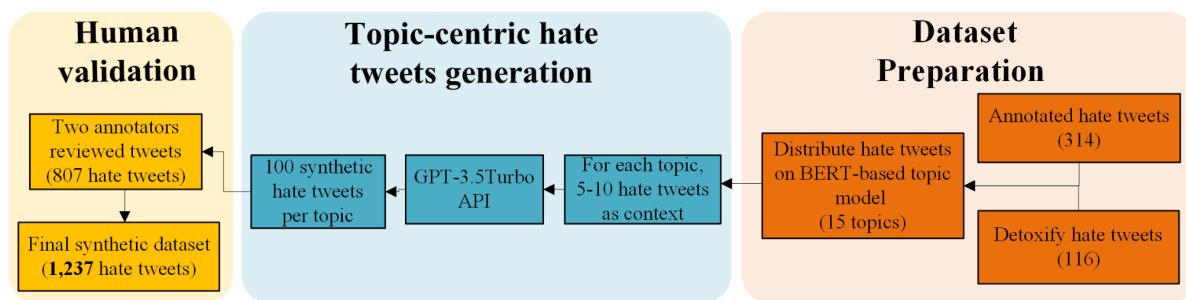 Human
validation
Two annotators
reviewed tweets
(807 hate tweets)
Final synthetic dataset
(1,237 hate tweets)
Topic-centric hate
tweets generation
100 synthetic
hate tweets
per topic
GPT-3.5Turbo
API
For each topic,
5-10 hate tweets
as context
Dataset
Preparation
Distribute hate tweets
on BERT-based topic
model
(15 topics)
Annotated hate tweets
(314)
Detoxify hate tweets
(116)